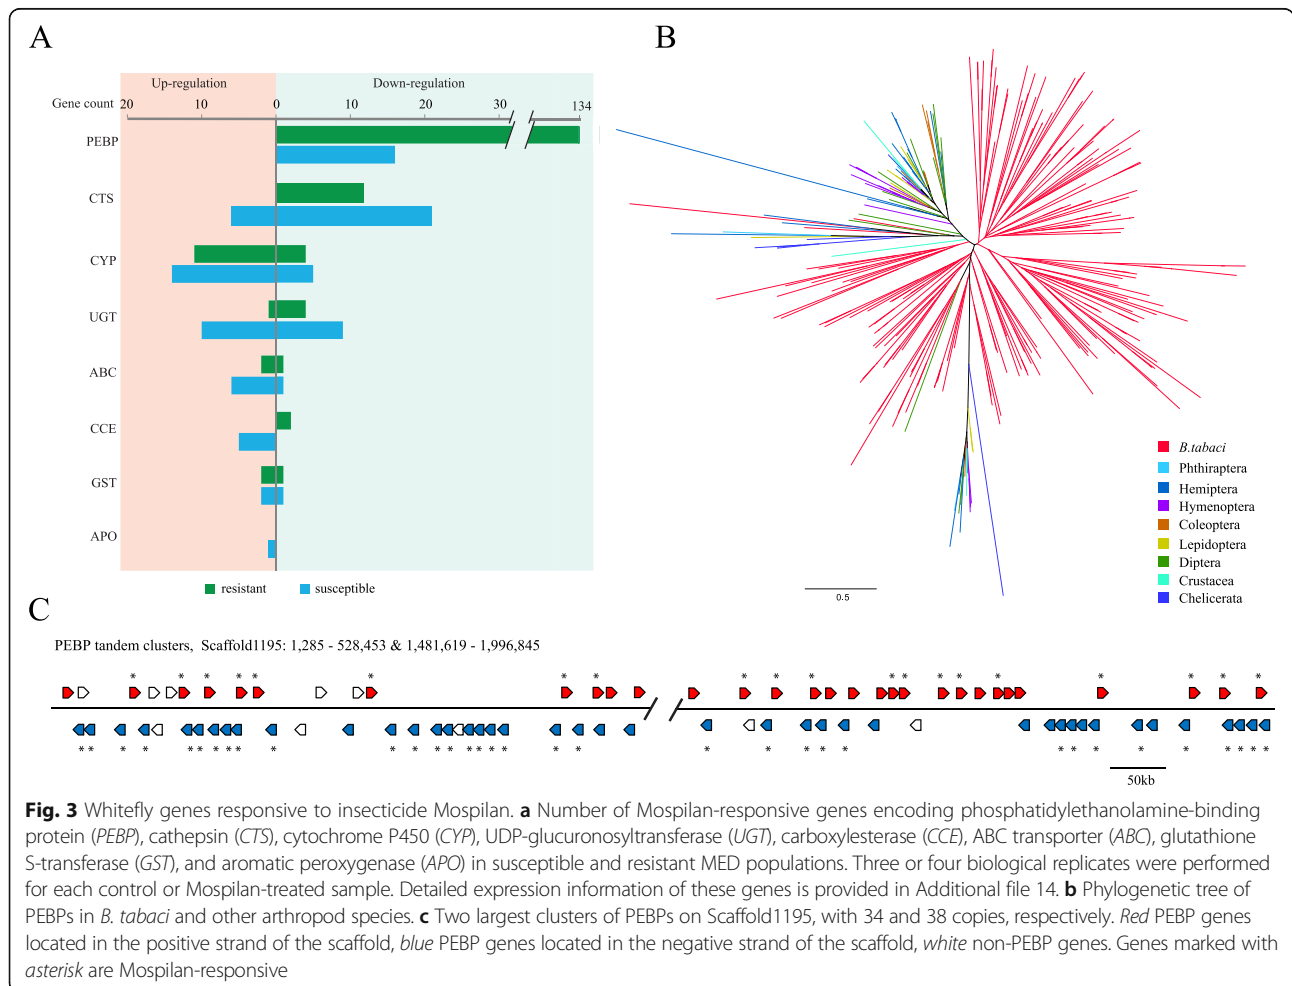 A
Up-regulation Down-regulation
Gene count 20 10 0 10 20 30 134
PEBP
CTS
CYP
UGT
ABC
CCE
GST
APO
resistant susceptible
B
B.tabaci
Phthiraptera
Hemiptera
Hymenoptera
Coleoptera
Lepidoptera
Diptera
Crustacea
Chelicerata
0.5
C
PEBP tandem clusters, Scaffold1195: 1,285 - 528,453 & 1,481,619 - 1,996,845
50kb
Fig. 3 Whitefly genes responsive to insecticide Mospilan. a Number of Mospilan-responsive genes encoding phosphatidylethanolamine-binding
protein (PEBP), cathepsin (CTS), cytochrome P450 (CYP), UDP-glucuronosyltransferase (UGT), carboxylesterase (CCE), ABC transporter (ABC), glutathione
S-transferase (GST), and aromatic peroxygenase (APO) in susceptible and resistant MED populations. Three or four biological replicates were performed
for each control or Mospilan-treated sample. Detailed expression information of these genes is provided in Additional file 14. b Phylogenetic tree of
PEBPs in B. tabaci and other arthropod species. c Two largest clusters of PEBPs on Scaffold1195, with 34 and 38 copies, respectively. Red PEBP genes
located in the positive strand of the scaffold, blue PEBP genes located in the negative strand of the scaffold, white non-PEBP genes. Genes marked with
asterisk are Mospilan-responsive